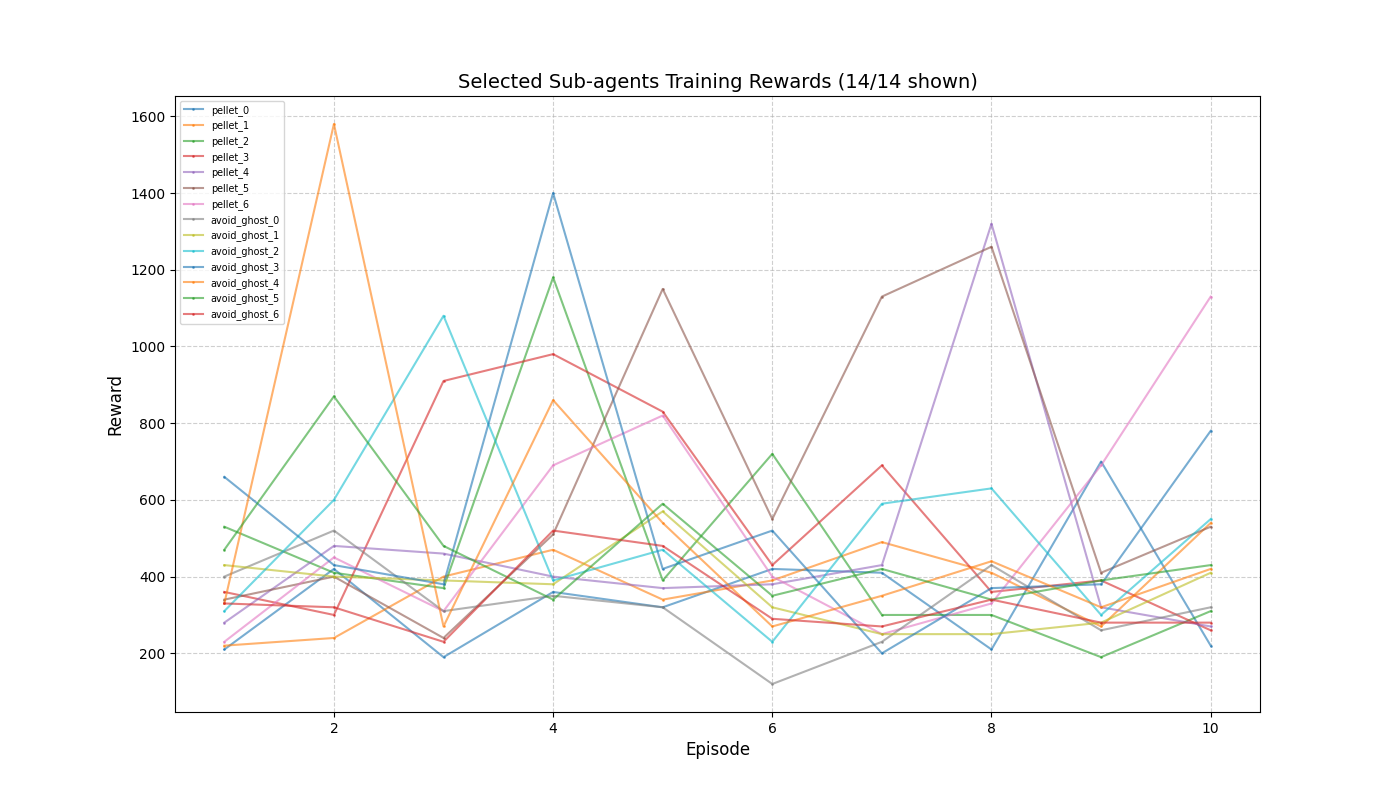 Selected Sub-agents Training Rewards (14/14 shown)
1600
1400
1200
1000
800
600
400
200
Reward
pellet_0
pellet_1
pellet_2
pellet_3
pellet_4
pellet_5
pellet_6
avoid_ghost_0
avoid_ghost_1
avoid_ghost_2
avoid_ghost_3
avoid_ghost_4
avoid_ghost_5
avoid_ghost_6
2 4 6 8 10
Episode